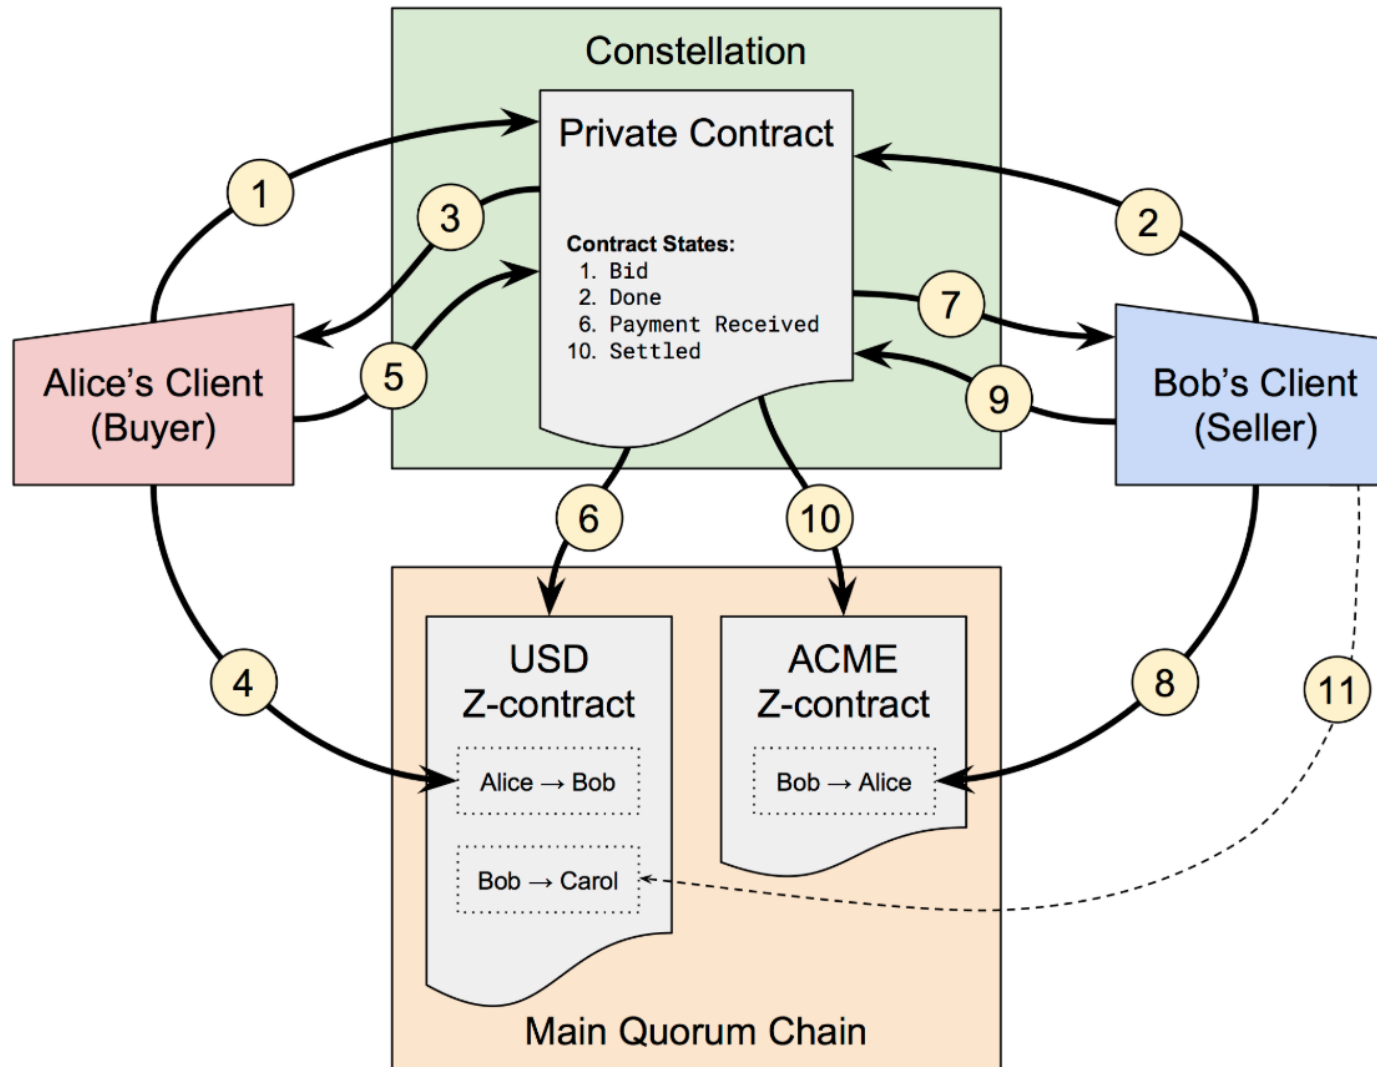 Constellation
Private Contract
1
2
3
Contract States:
1. Bid
2. Done
6. Payment Received
10. Settled
7
5
9
Alice’s Client
(Buyer)
Bob’s Client
(Seller)
6
10
USD
Z-contract
ACME
Z-contract
4
8
11
Alice → Bob
Bob → Alice
Bob → Carol
Main Quorum Chain